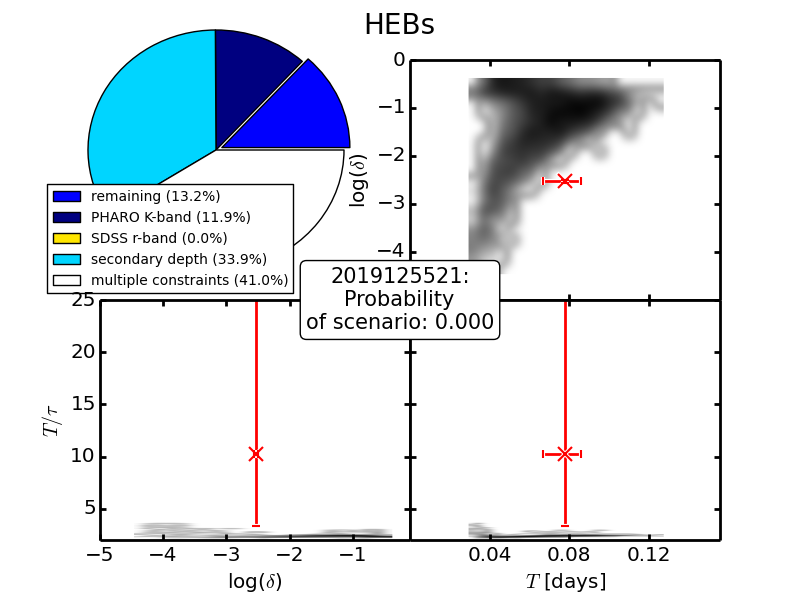 HEBs
remaining (13.2%)
PHARO K-band (11.9%)
SDSS r-band (0.0%)
secondary depth (33.9%)
multiple constraints (41.0%)
0
−1
−2
−3
−4
log(δ)
2019125521:
Probability
of scenario: 0.000
25
20
15
10
5
T/τ
−5 −4 −3 −2 −1
log(δ)
0.04 0.08 0.12
T [days]